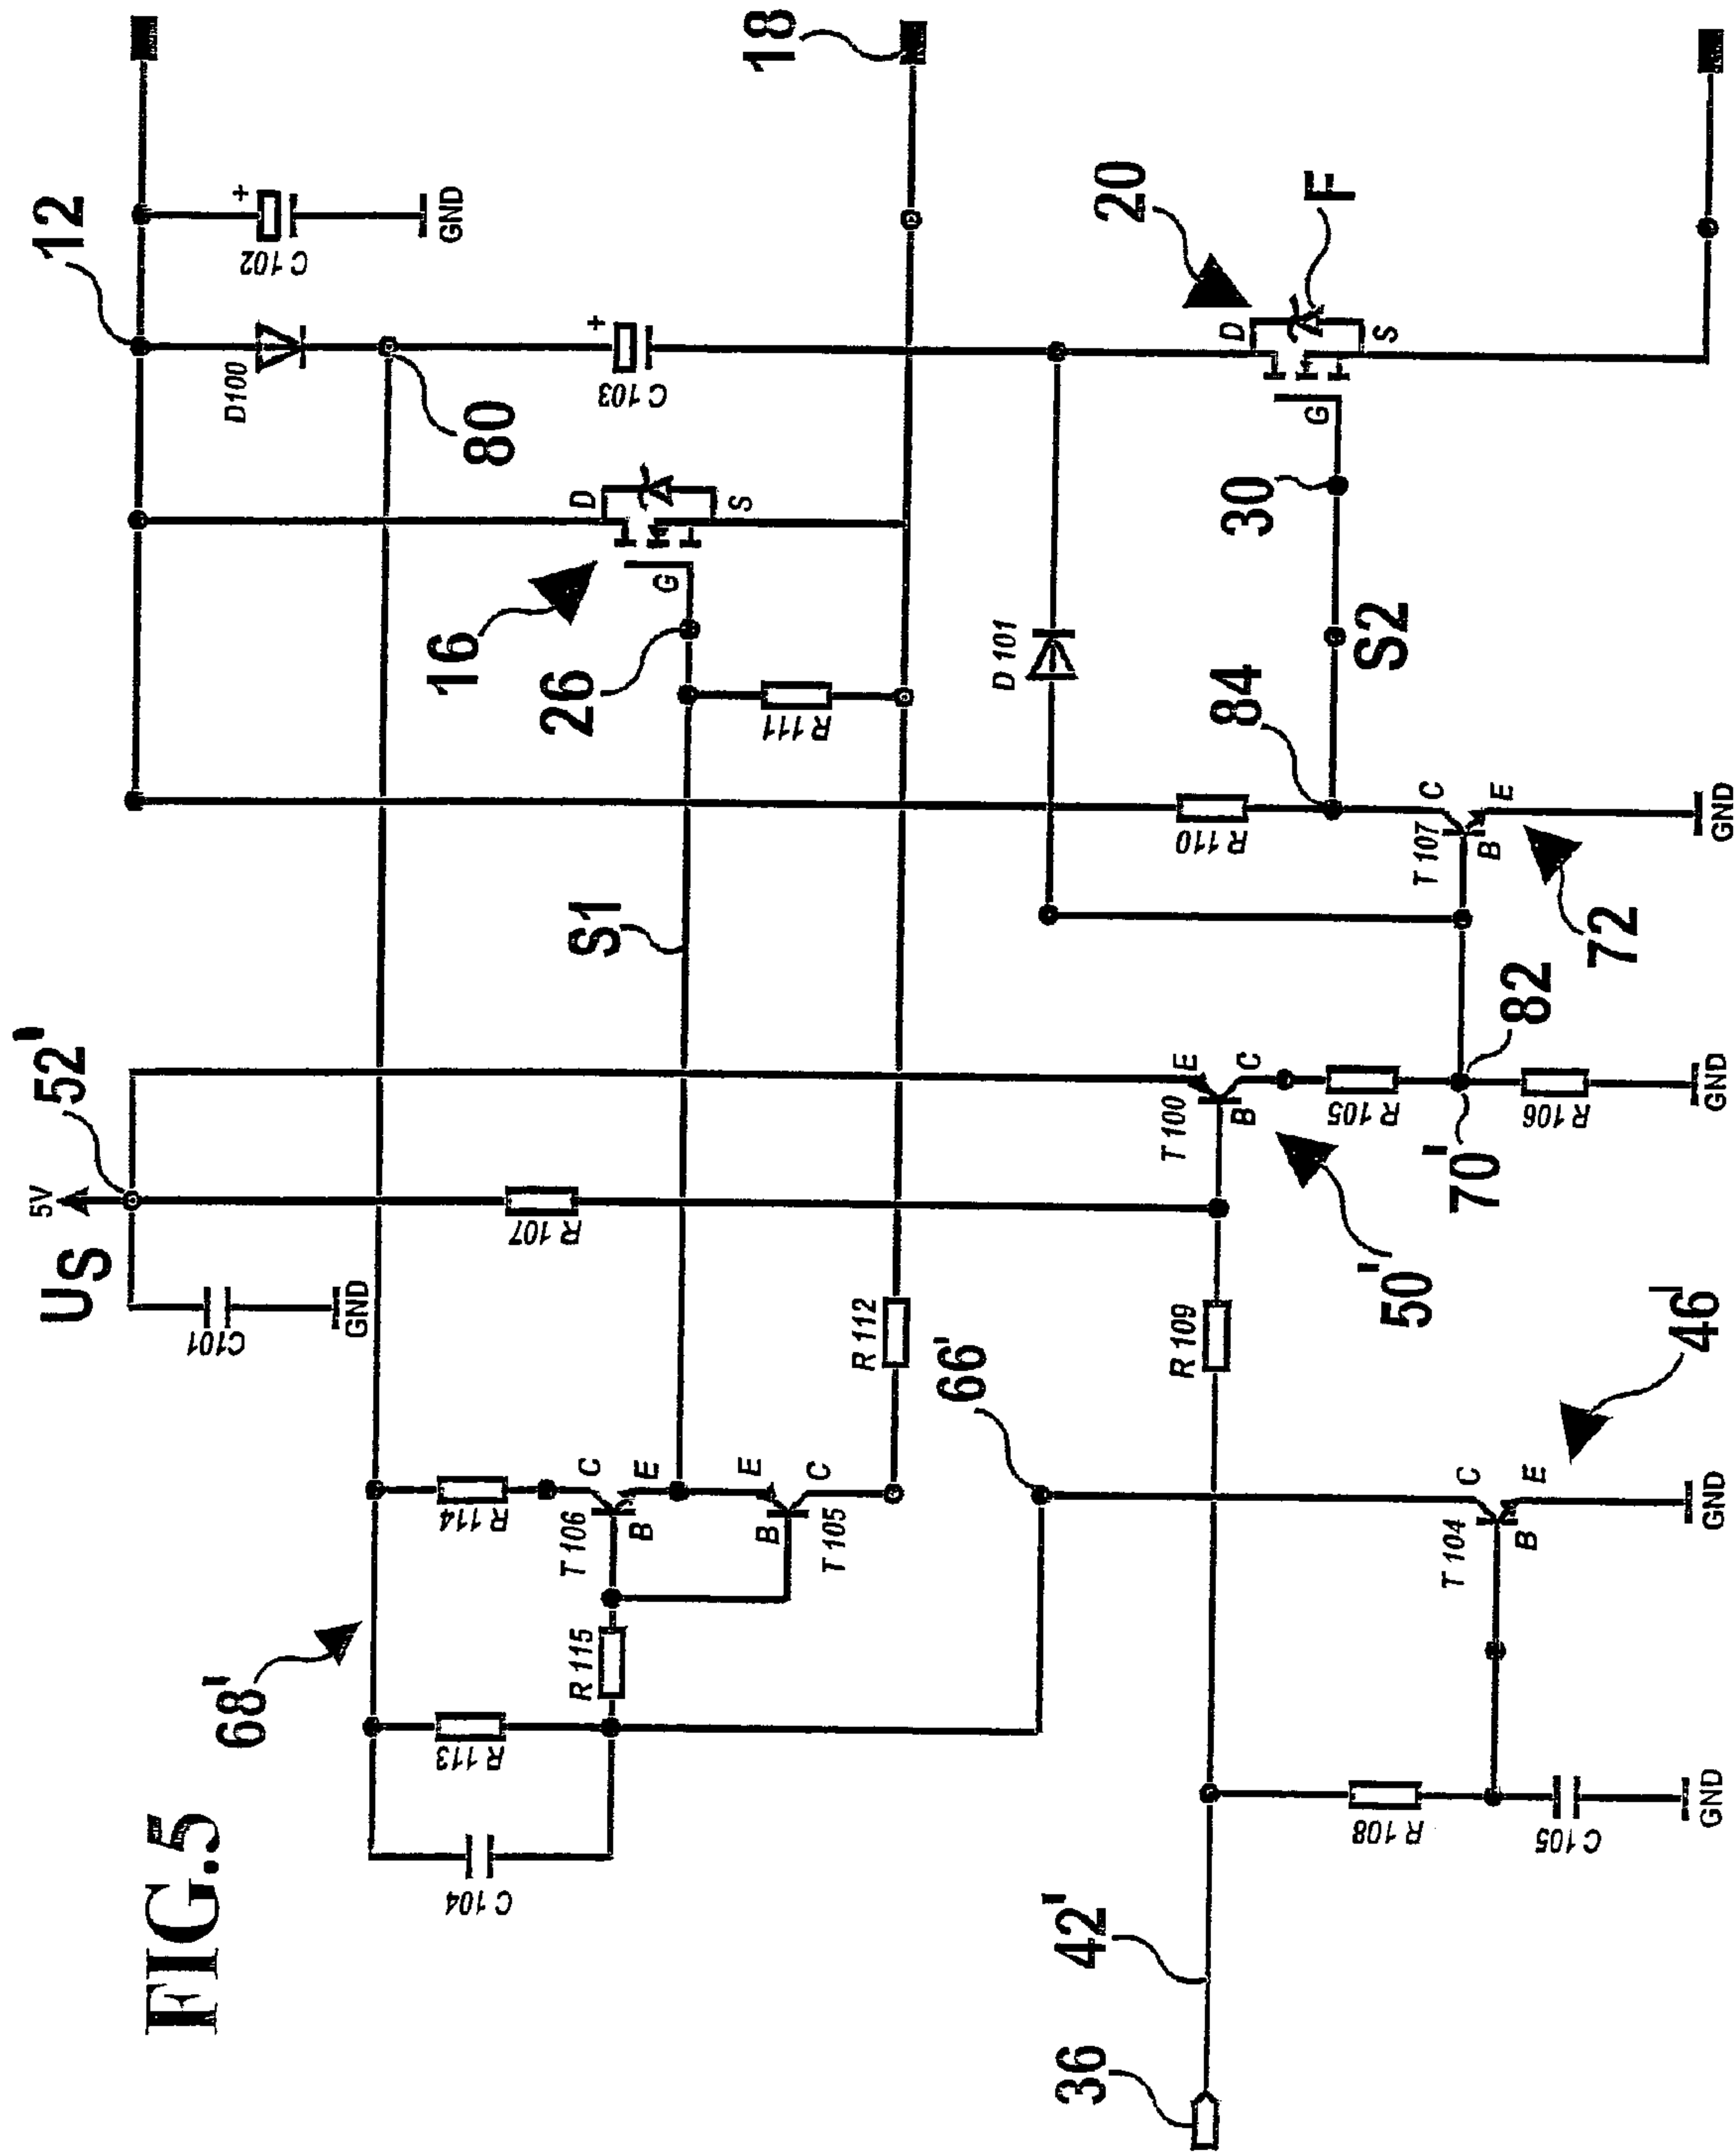 FIG.5
U S
5V
52'
12
18
C 101
GND
C 102
+
GND
D100
80
C 103
+
68'
C 104
R 113
R 114
R 115
T 106
C
B
E
E
B
C
T 105
R 107
S1
16
26
D
G
S
R 111
R 112
66'
D 101
20
D
G
S
F
30
S2
84
R 110
T 107
C
B
E
72
GND
T 100
E
B
C
50'
R 105
70'
82
R 106
GND
R 109
36
42'
R 108
C 105
GND
T 104
C
B
E
46'
GND